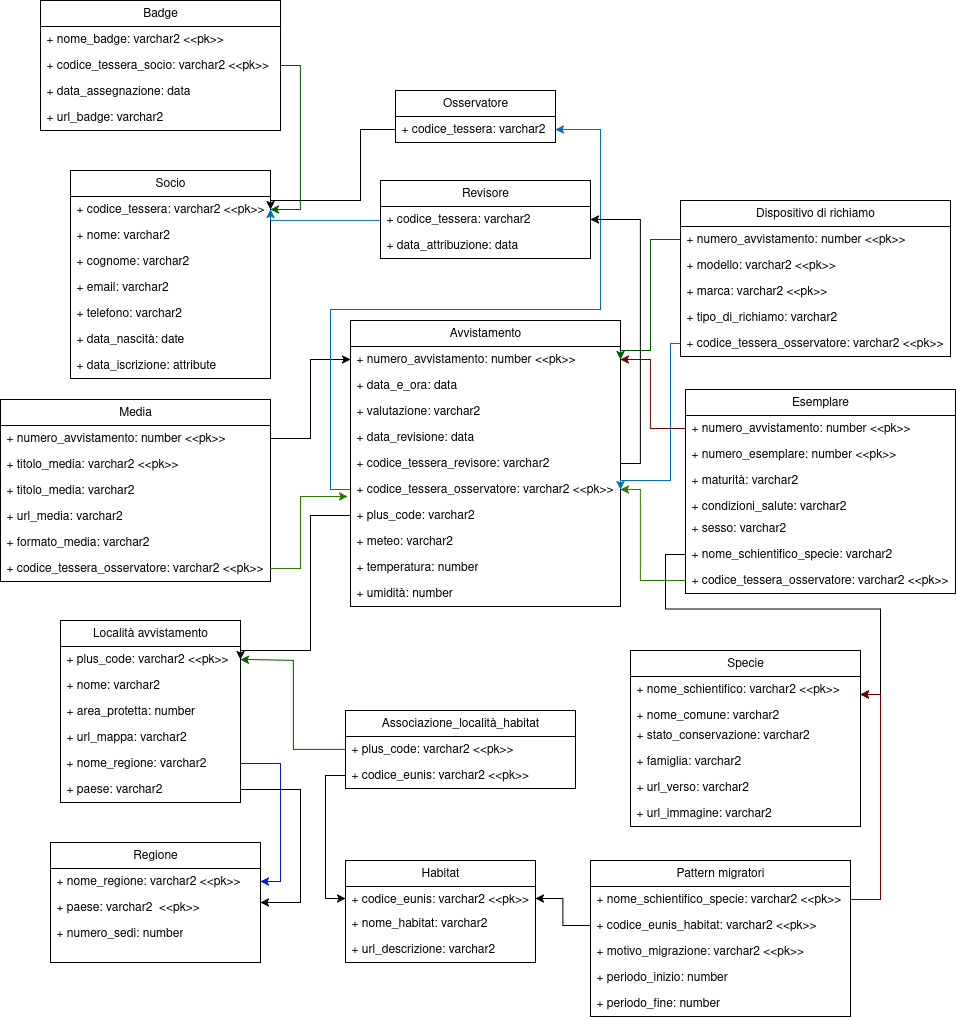 Badge
+ nome_badge: varchar2 <<pk>>
+ codice_tessera_socio: varchar2 <<pk>>
+ data_assegnazione: data
+ url_badge: varchar2
Osservatore
+ codice_tessera: varchar2
Socio
+ codice_tessera: varchar2 <<pk>>
+ nome: varchar2
+ cognome: varchar2
+ email: varchar2
+ telefono: varchar2
+ data_nascità: date
+ data_iscrizione: attribute
Revisore
+ codice_tessera: varchar2
+ data_attribuzione: data
Dispositivo di richiamo
+ numero_avvistamento: number <<pk>>
+ modello: varchar2 <<pk>>
+ marca: varchar2 <<pk>>
+ tipo_di_richiamo: varchar2
+ codice_tessera_osservatore: varchar2 <<pk>>
Avvistamento
+ numero_avvistamento: number <<pk>>
+ data_e_ora: data
+ valutazione: varchar2
+ data_revisione: data
+ codice_tessera_revisore: varchar2
+ codice_tessera_osservatore: varchar2 <<pk>>
+ plus_code: varchar2
+ meteo: varchar2
+ temperatura: number
+ umidità: number
Media
+ numero_avvistamento: number <<pk>>
+ titolo_media: varchar2 <<pk>>
+ titolo_media: varchar2
+ url_media: varchar2
+ formato_media: varchar2
+ codice_tessera_osservatore: varchar2 <<pk>>
Esemplare
+ numero_avvistamento: number <<pk>>
+ numero_esemplare: number <<pk>>
+ maturità: varchar2
+ condizioni_salute: varchar2
+ sesso: varchar2
+ nome_schientifico_specie: varchar2
+ codice_tessera_osservatore: varchar2 <<pk>>
Località avvistamento
+ plus_code: varchar2 <<pk>>
+ nome: varchar2
+ area_protetta: number
+ url_mappa: varchar2
+ nome_regione: varchar2
+ paese: varchar2
Associazione_località_habitat
+ plus_code: varchar2 <<pk>>
+ codice_eunis: varchar2 <<pk>>
Specie
+ nome_schientifico: varchar2 <<pk>>
+ nome_comune: varchar2
+ stato_conservazione: varchar2
+ famiglia: varchar2
+ url_verso: varchar2
+ url_immagine: varchar2
Regione
+ nome_regione: varchar2 <<pk>>
+ paese: varchar2 <<pk>>
+ numero_sedi: number
Habitat
+ codice_eunis: varchar2 <<pk>>
+ nome_habitat: varchar2
+ url_descrizione: varchar2
Pattern migratori
+ nome_schientifico_specie: varchar2 <<pk>>
+ codice_eunis_habitat: varchar2 <<pk>>
+ motivo_migrazione: varchar2 <<pk>>
+ periodo_inizio: number
+ periodo_fine: number